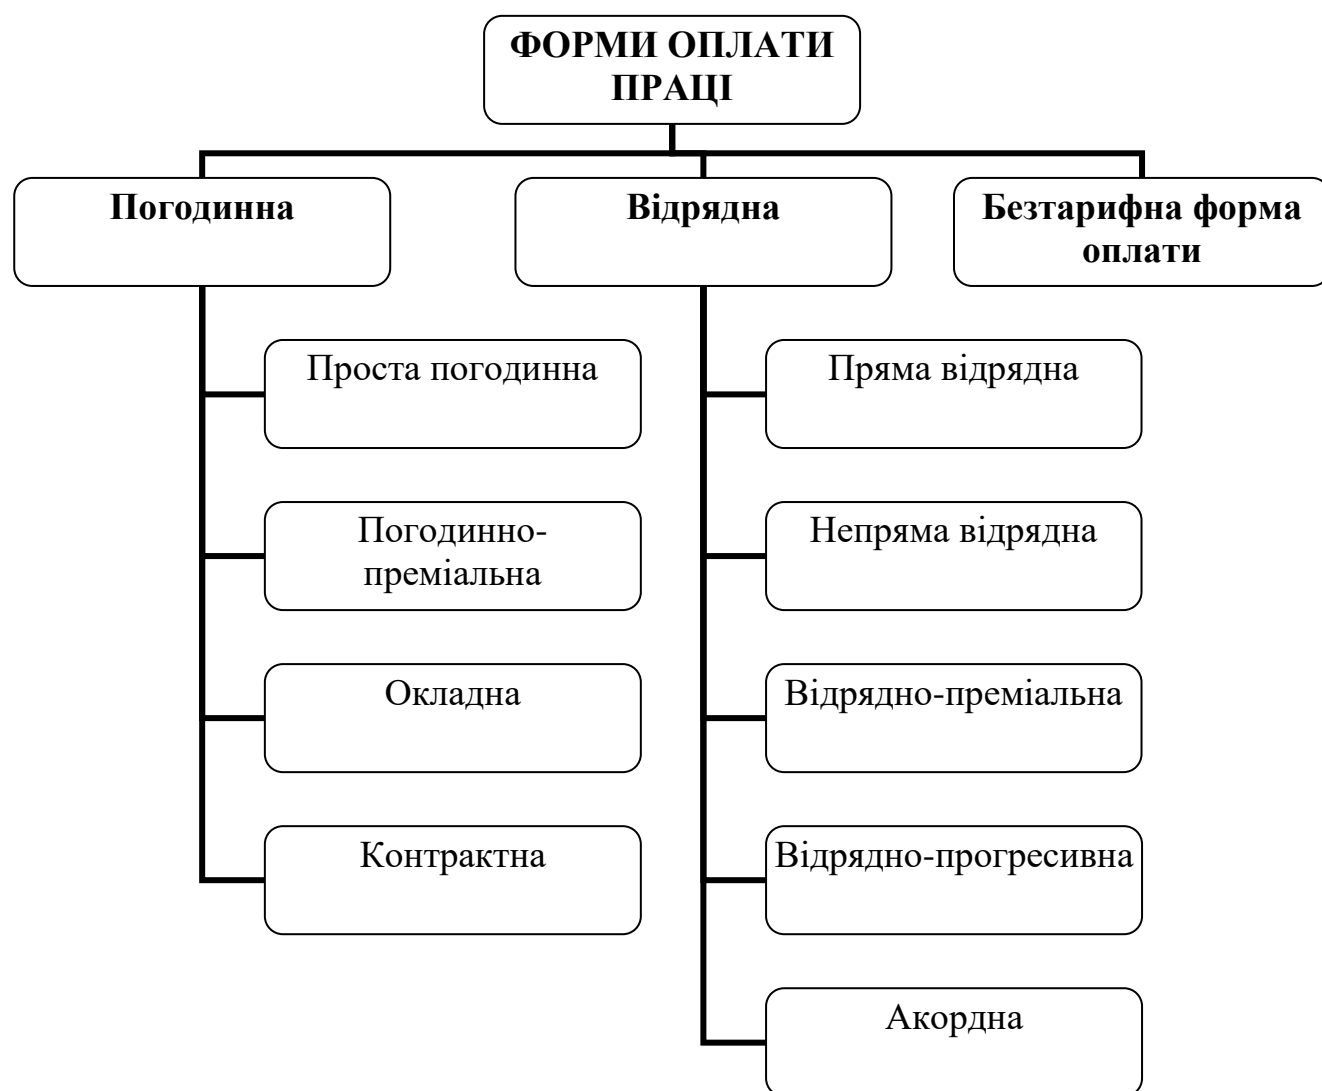 ФОРМИ ОПЛАТИ
ПРАЦІ
Погодинна
Відрядна
Безтарифна форма
оплати
Проста погодинна
Пряма відрядна
Погодинно-
преміальна
Непряма відрядна
Окладна
Відрядно-преміальна
Контрактна
Відрядно-прогресивна
Акордна